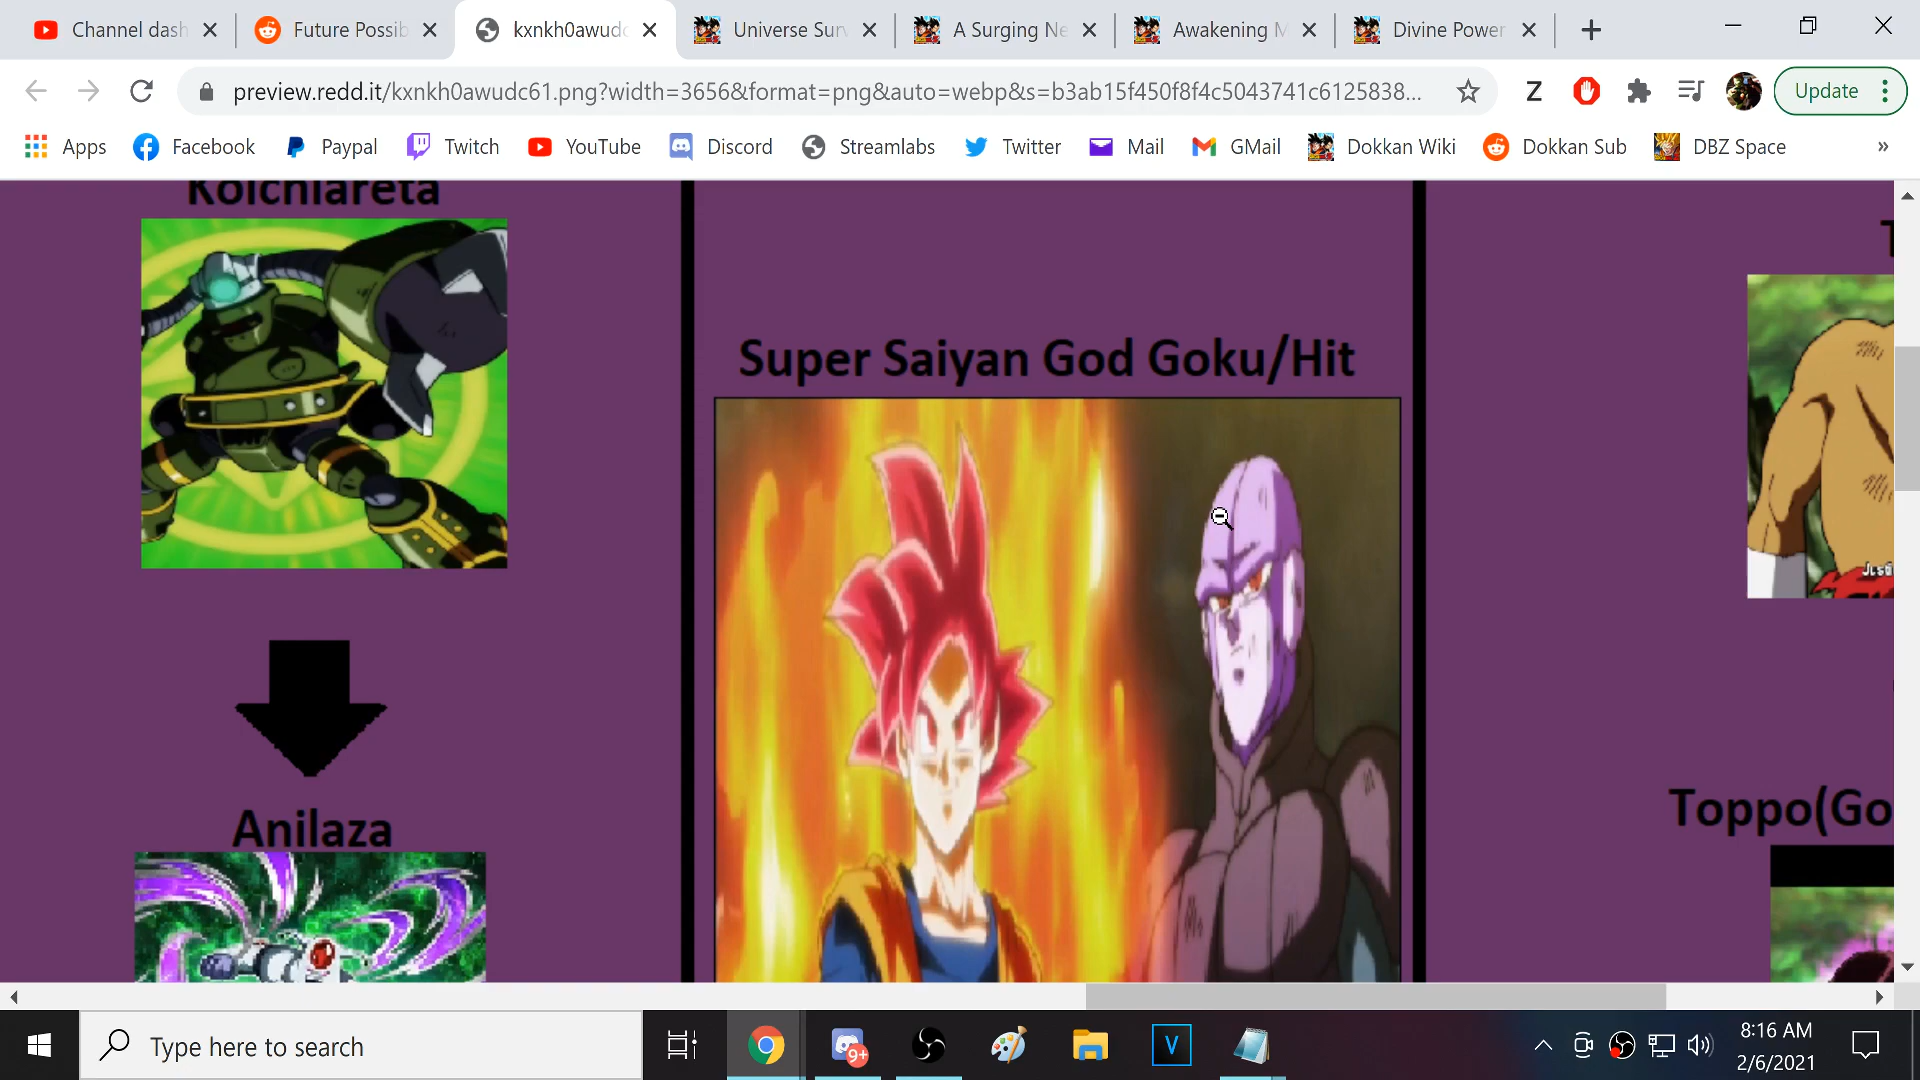 Channel dash
Future Possib
kxnkh0awudc
Universe Surv
A Surging Ne
Awakening M
Divine Power
preview.redd.it/kxnkh0awudc61.png?width=3656&format=png&auto=webp&s=b3ab15f450f8f4c5043741c6125838...
Z
Update
Apps
Facebook
Paypal
Twitch
YouTube
Discord
Streamlabs
Twitter
Mail
GMail
Dokkan Wiki
Dokkan Sub
DBZ Space
»
Koichiareta
Super Saiyan God Goku/Hit
Anilaza
Toppo(Go
Type here to search
9+
V
8:16 AM
2/6/2021